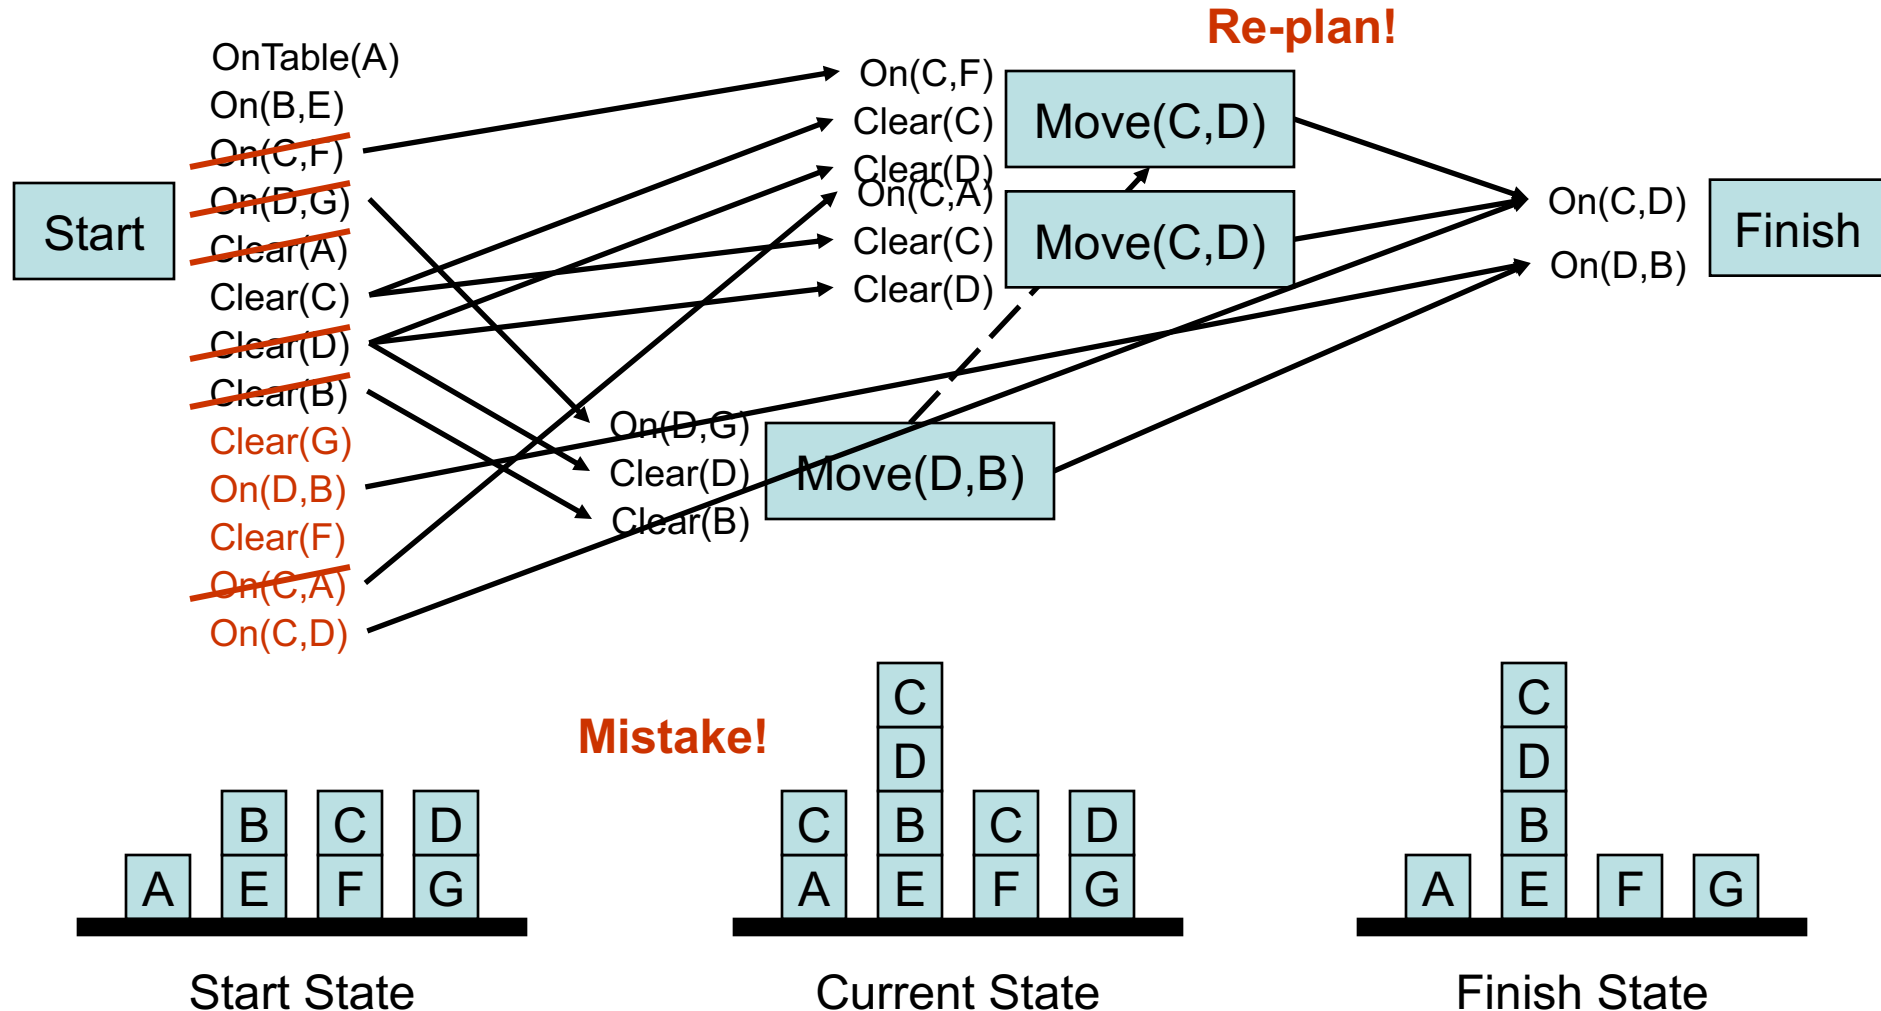 Re-plan!
Start
OnTable(A)
On(B,E)
On(C,F)
On(D,G)
Clear(A)
Clear(C)
Clear(D)
Clear(B)
Clear(G)
On(D,B)
Clear(F)
On(C,A)
On(C,D)
On(C,F)
Clear(C)
Clear(D)
Move(C,D)
On(C,A)
Clear(C)
Clear(D)
Move(C,D)
On(D,G)
Clear(D)
Clear(B)
Move(D,B)
On(C,D)
On(D,B)
Finish
Mistake!
B C D
A E F G
Start State
C
D
C B C D
A E F G
Current State
C
D
B
A E F G
Finish State